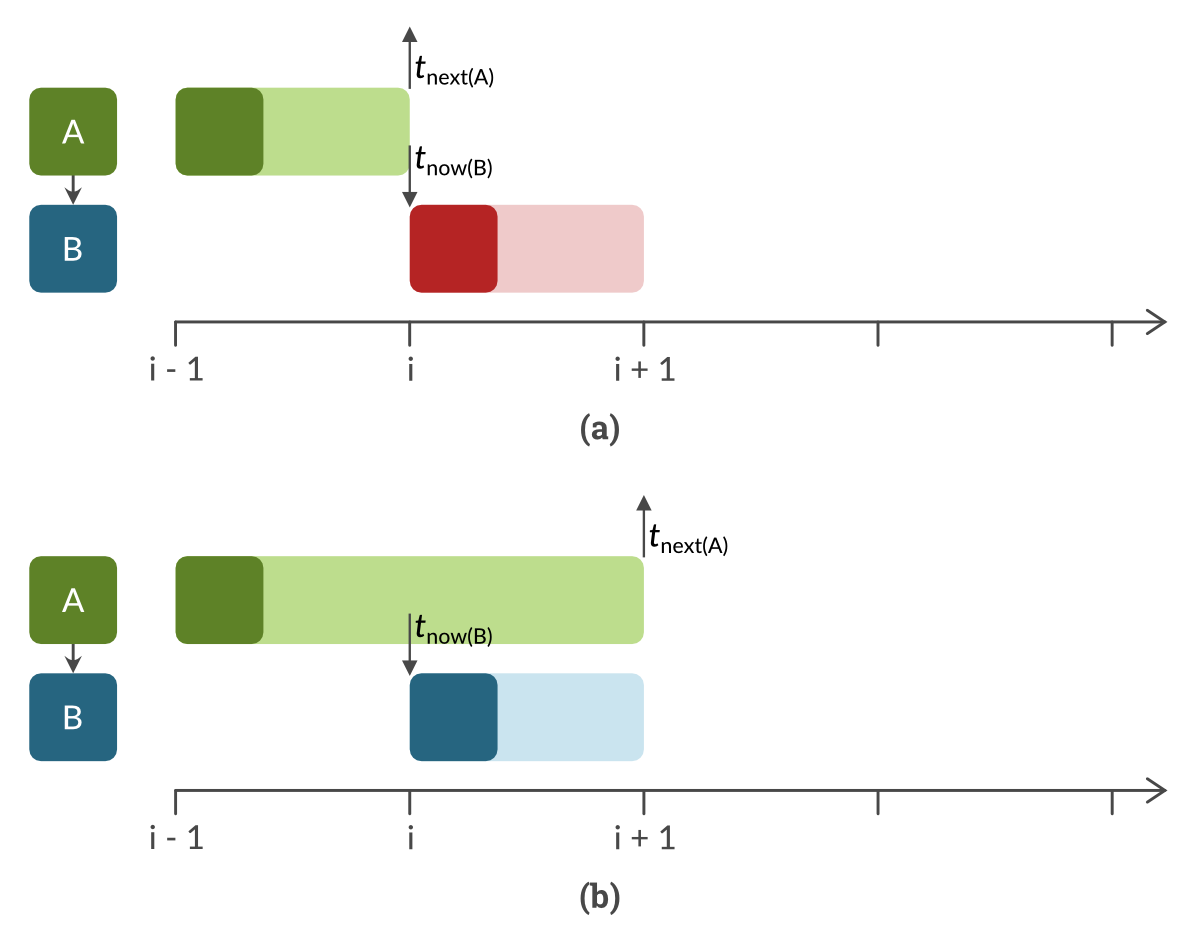 t next(A)
A
t now(B)
B
i - 1 i i + 1
(a)
t next(A)
A
t now(B)
B
i - 1 i i + 1
(b)